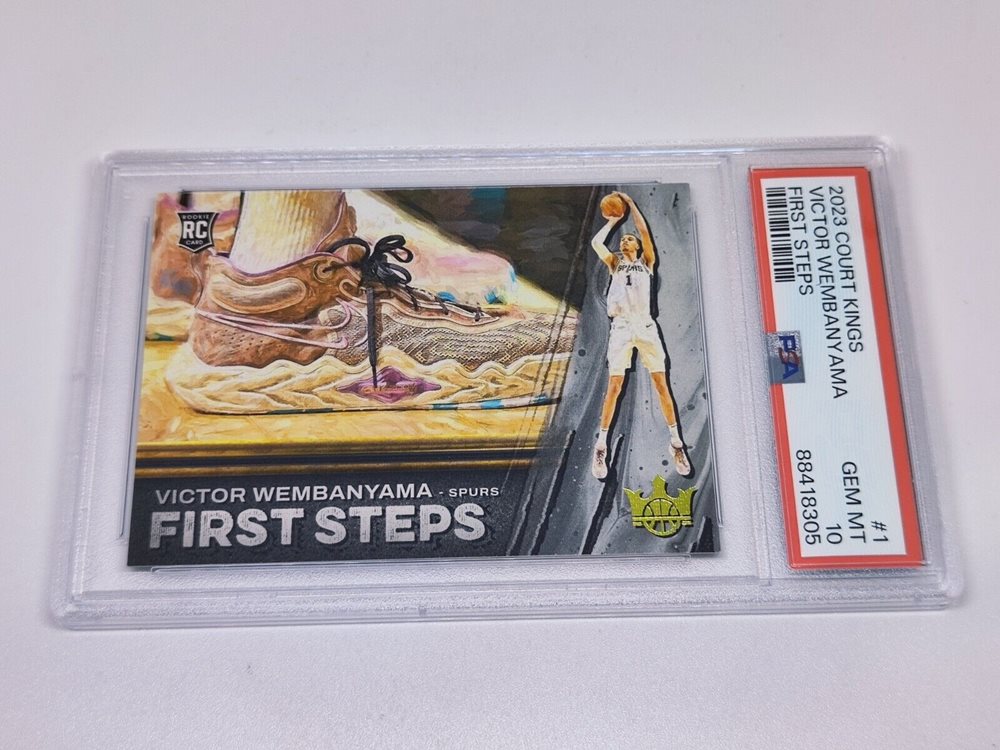 ROOKIE
RC
CARD
SPURS
1
VICTOR WEMBANYAMA - SPURS
FIRST STEPS
2023 COURT KINGS
VICTOR WEMBANYAMA
FIRST STEPS
#1
GEM MT
10
88418305
PSA